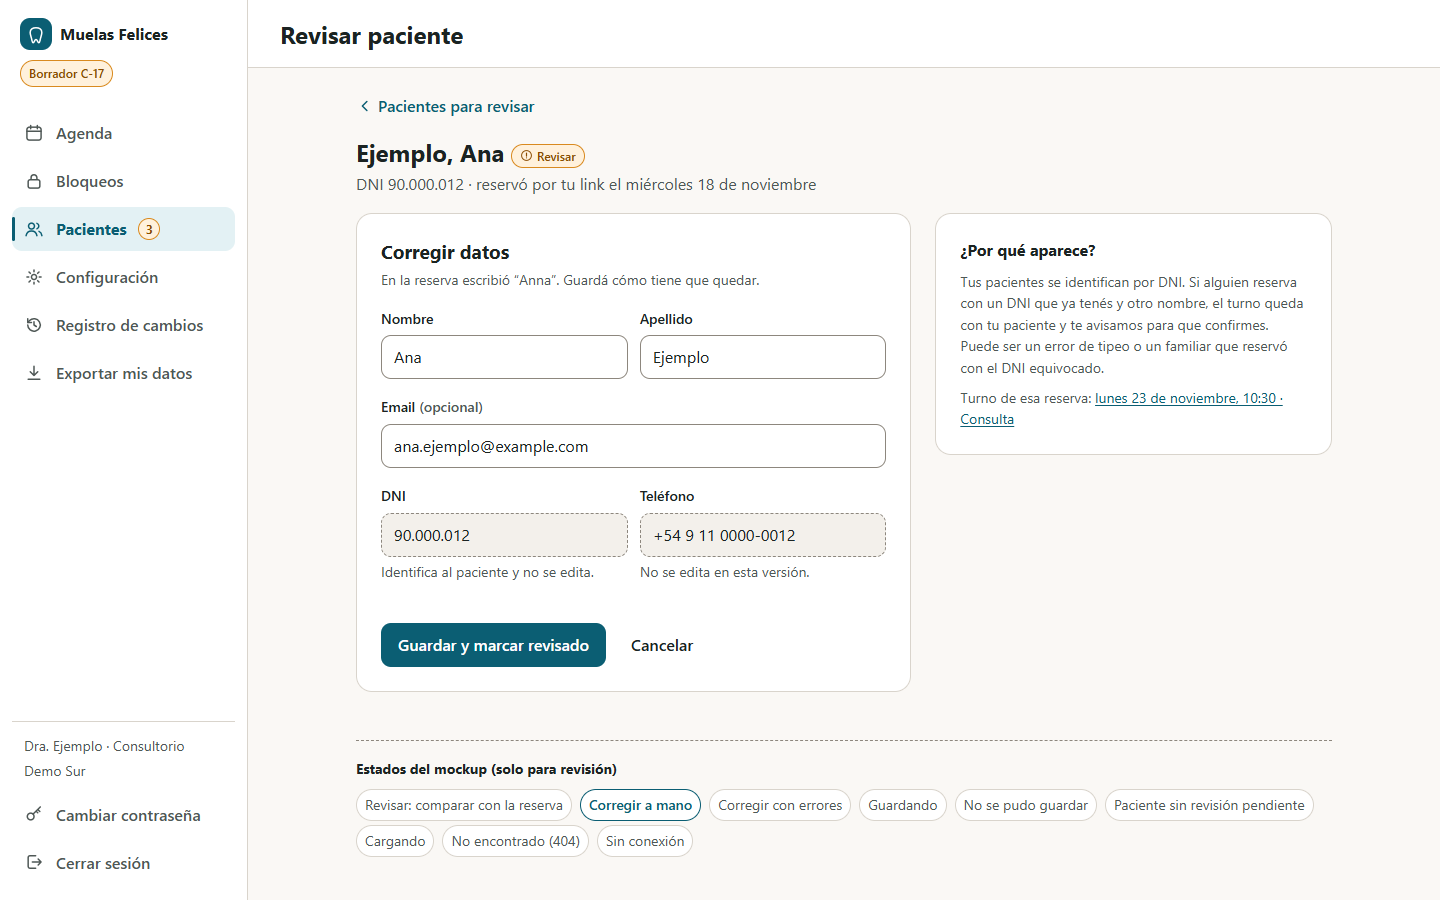 Muelas Felices
Borrador C-17
Agenda
Bloqueos
Pacientes 3
Configuración
Registro de cambios
Exportar mis datos
Dra. Ejemplo · Consultorio
Demo Sur
Cambiar contraseña
Cerrar sesión
Revisar paciente
Pacientes para revisar
Ejemplo, Ana Revisar
DNI 90.000.012 · reservó por tu link el miércoles 18 de noviembre
Corregir datos
En la reserva escribió “Anna”. Guardá cómo tiene que quedar.
Nombre Apellido
Ana Ejemplo
Email (opcional)
ana.ejemplo@example.com
DNI Teléfono
90.000.012 +54 9 11 0000-0012
Identifica al paciente y no se edita. No se edita en esta versión.
Guardar y marcar revisado Cancelar
¿Por qué aparece?
Tus pacientes se identifican por DNI. Si alguien reserva
con un DNI que ya tenés y otro nombre, el turno queda
con tu paciente y te avisamos para que confirmes.
Puede ser un error de tipeo o un familiar que reservó
con el DNI equivocado.
Turno de esa reserva: lunes 23 de noviembre, 10:30 ·
Consulta
Estados del mockup (solo para revisión)
Revisar: comparar con la reserva Corregir a mano Corregir con errores Guardando No se pudo guardar Paciente sin revisión pendiente
Cargando No encontrado (404) Sin conexión